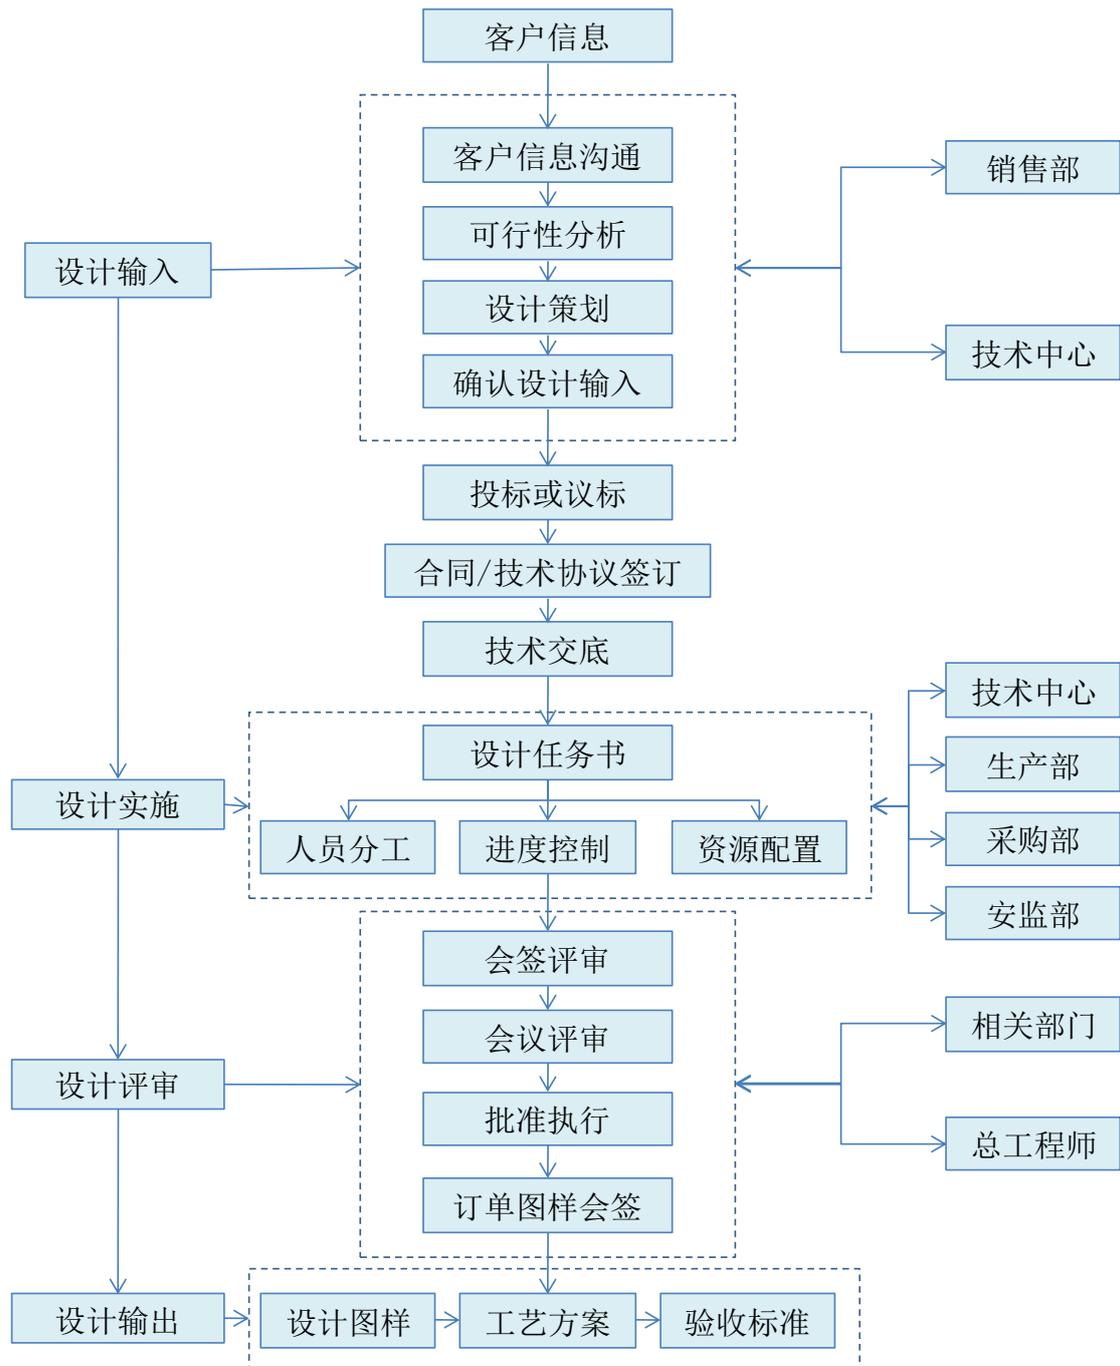 客户信息
客户信息沟通
销售部
可行性分析
设计输入
设计策划
技术中心
确认设计输入
投标或议标
合同/技术协议签订
技术交底
技术中心
设计任务书
生产部
设计实施
人员分工
进度控制
资源配置
采购部
安监部
会签评审
相关部门
会议评审
设计评审
批准执行
总工程师
订单图样会签
设计输出
设计图样
工艺方案
验收标准